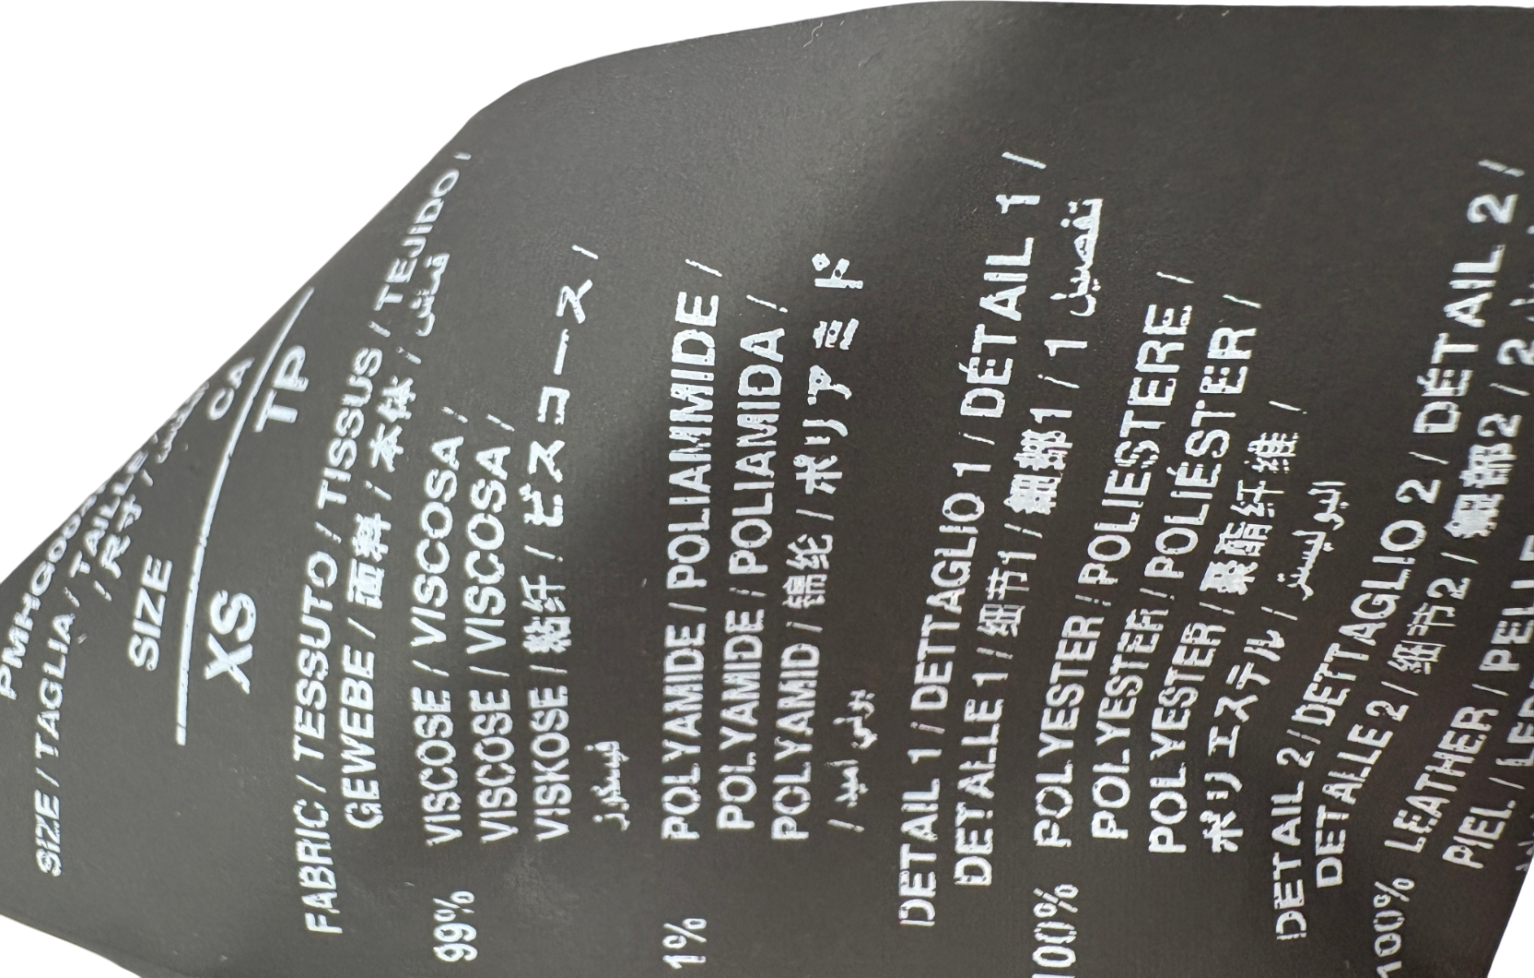 SIZE / TAGLIA / TAILLE
/ 尺寸 /
SIZE CA
XS TP
FABRIC / TESSUTO / TISSUS / TEJIDO /
GEWEBE / 面料 / 本体 / قماش
99% VISCOSE / VISCOSA /
VISCOSE / VISCOSA /
VISKOSE / 粘纤 / ビスコース /
فيسكوز
1% POLYAMIDE / POLIAMMIDE /
POLYAMIDE / POLIAMIDA /
POLYAMID / 锦纶 / ポリアミド
/ بولي أميد
DETAIL 1 / DETTAGLIO 1 / DÉTAIL 1 /
DETALLE 1 / 细节1 / 細部1 / 1 تفصيل
100% POLYESTER / POLIESTERE /
POLYESTER / POLIÉSTER /
POLYESTER / 聚酯纤维 /
ポリエステル / البوليستر
DETAIL 2 / DETTAGLIO 2 / DÉTAIL 2 /
DETALLE 2 / 细节2 / 細部2 / 2
100% LEATHER / PELLE
PIEL /